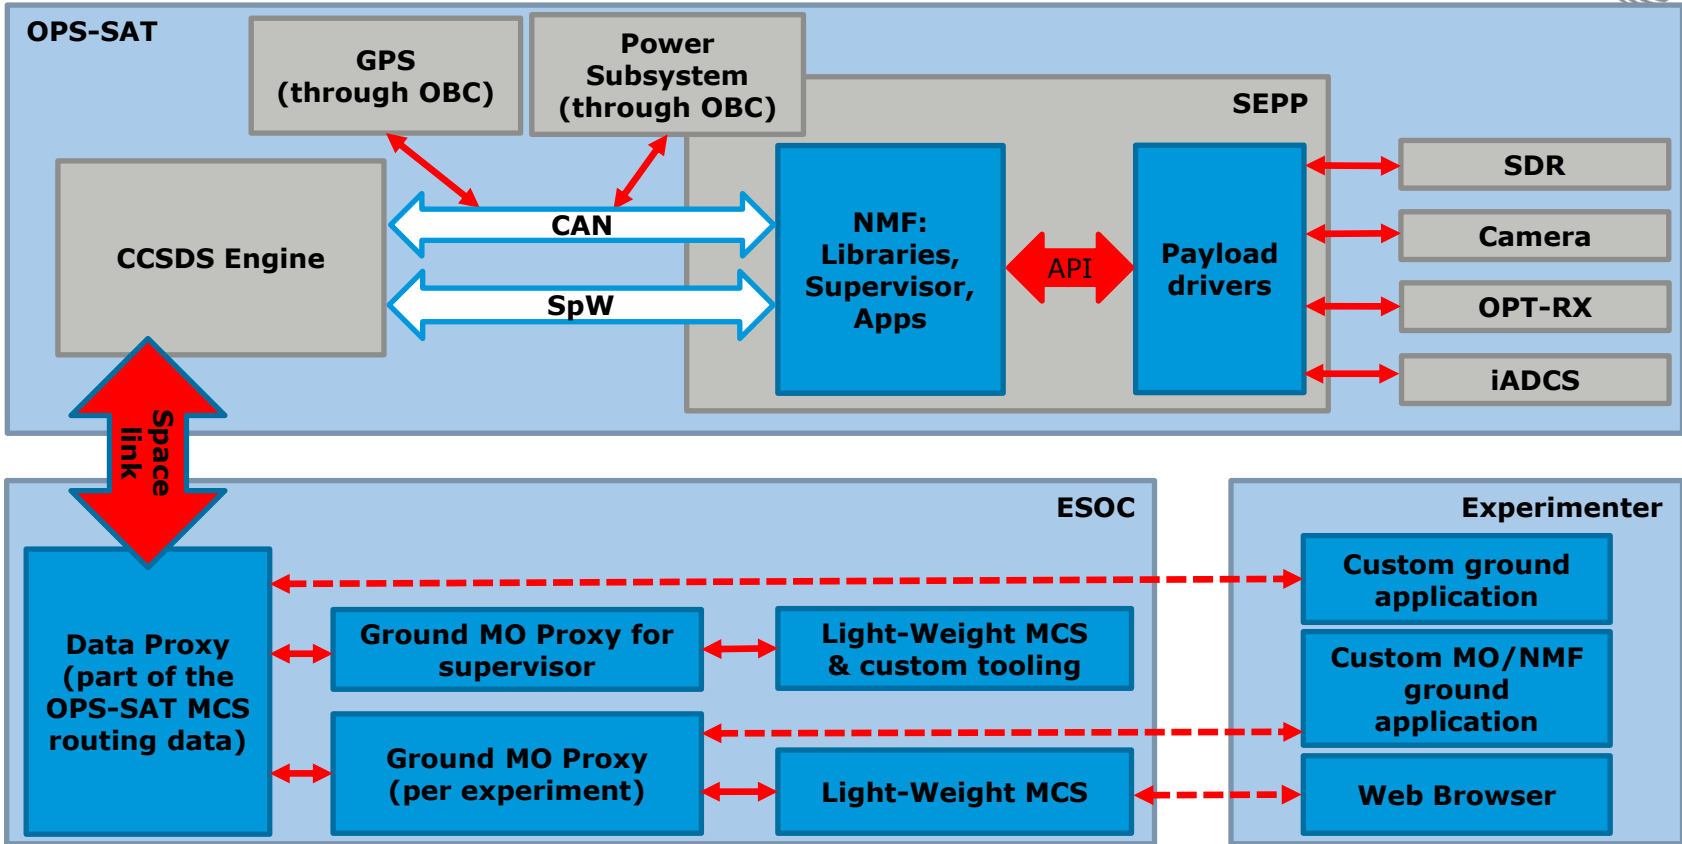 OPS-SAT
GPS
(through OBC)
Power
Subsystem
(through OBC)
SEPP
CCSDS Engine
CAN
SpW
NMF:
Libraries,
Supervisor,
Apps
API
Payload
drivers
SDR
Camera
OPT-RX
iADCS
Space
link
ESOC
Data Proxy
(part of the
OPS-SAT MCS
routing data)
Ground MO Proxy for
supervisor
Light-Weight MCS
& custom tooling
Ground MO Proxy
(per experiment)
Light-Weight MCS
Experimenter
Custom ground
application
Custom MO/NMF
ground
application
Web Browser